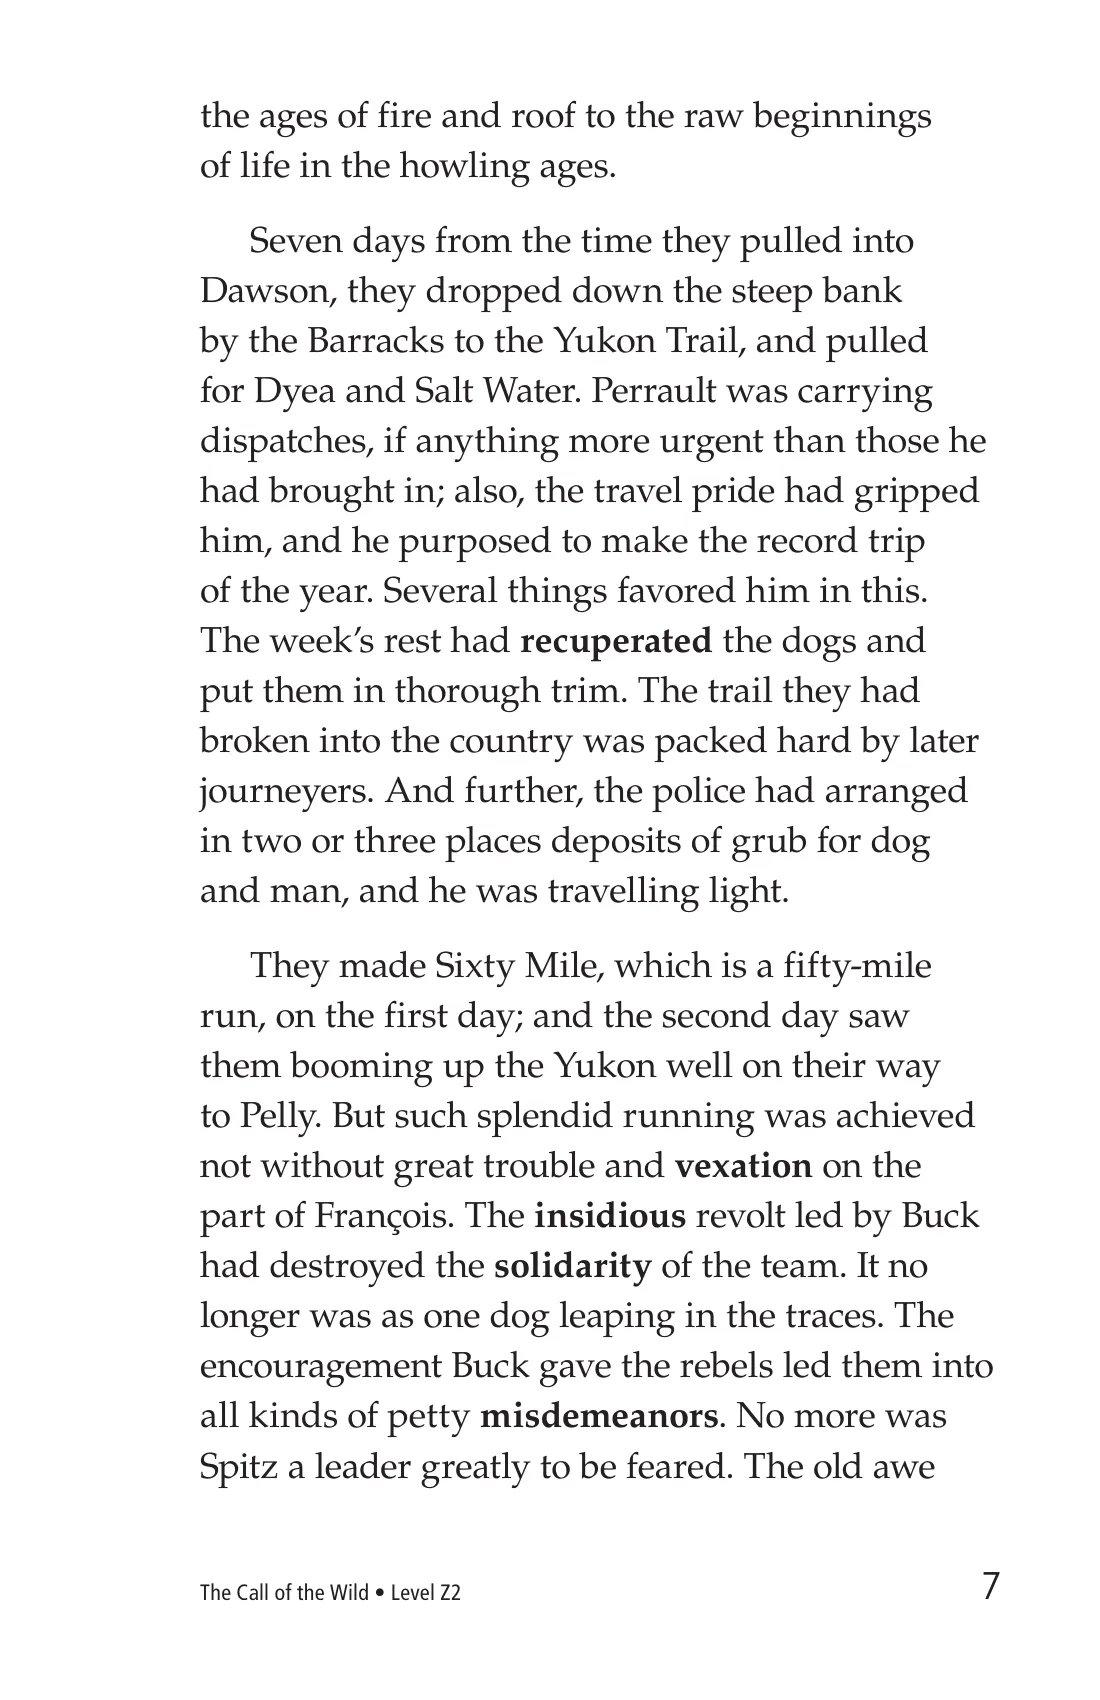 the ages of fire and roof to the raw beginnings
of life in the howling ages.
Seven days from the time they pulled into
Dawson, they dropped down the steep bank
by the Barracks to the Yukon Trail, and pulled
for Dyea and Salt Water. Perrault was carrying
dispatches, if anything more urgent than those he
had brought in; also, the travel pride had gripped
him, and he purposed to make the record trip
of the year. Several things favored him in this.
The week’s rest had recuperated the dogs and
put them in thorough trim. The trail they had
broken into the country was packed hard by later
journeyers. And further, the police had arranged
in two or three places deposits of grub for dog
and man, and he was travelling light.
They made Sixty Mile, which is a fifty-mile
run, on the first day; and the second day saw
them booming up the Yukon well on their way
to Pelly. But such splendid running was achieved
not without great trouble and vexation on the
part of François. The insidious revolt led by Buck
had destroyed the solidarity of the team. It no
longer was as one dog leaping in the traces. The
encouragement Buck gave the rebels led them into
all kinds of petty misdemeanors. No more was
Spitz a leader greatly to be feared. The old awe
The Call of the Wild • Level Z2 7